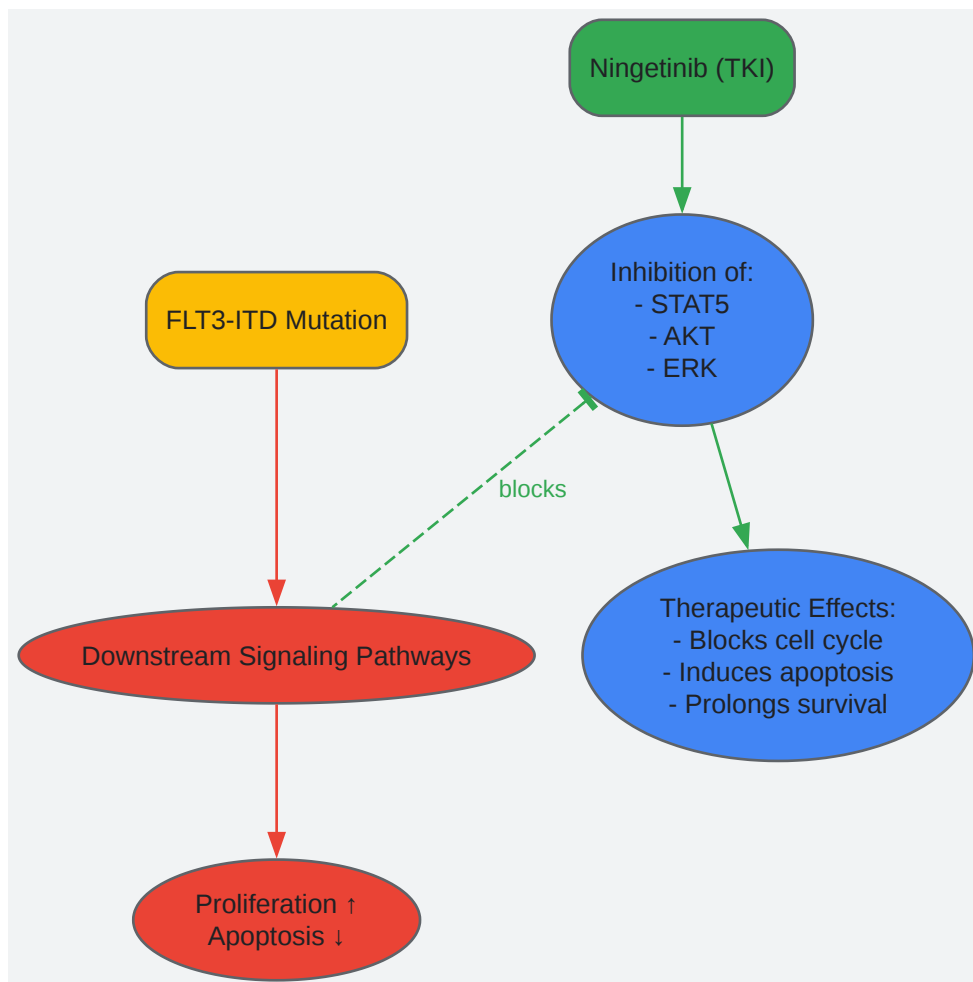 Ningetinib (TKI)
Inhibition of:
- STAT5
- AKT
- ERK
FLT3-ITD Mutation
blocks
Downstream Signaling Pathways
Therapeutic Effects:
- Blocks cell cycle
- Induces apoptosis
- Prolongs survival
Proliferation ↑
Apoptosis ↓